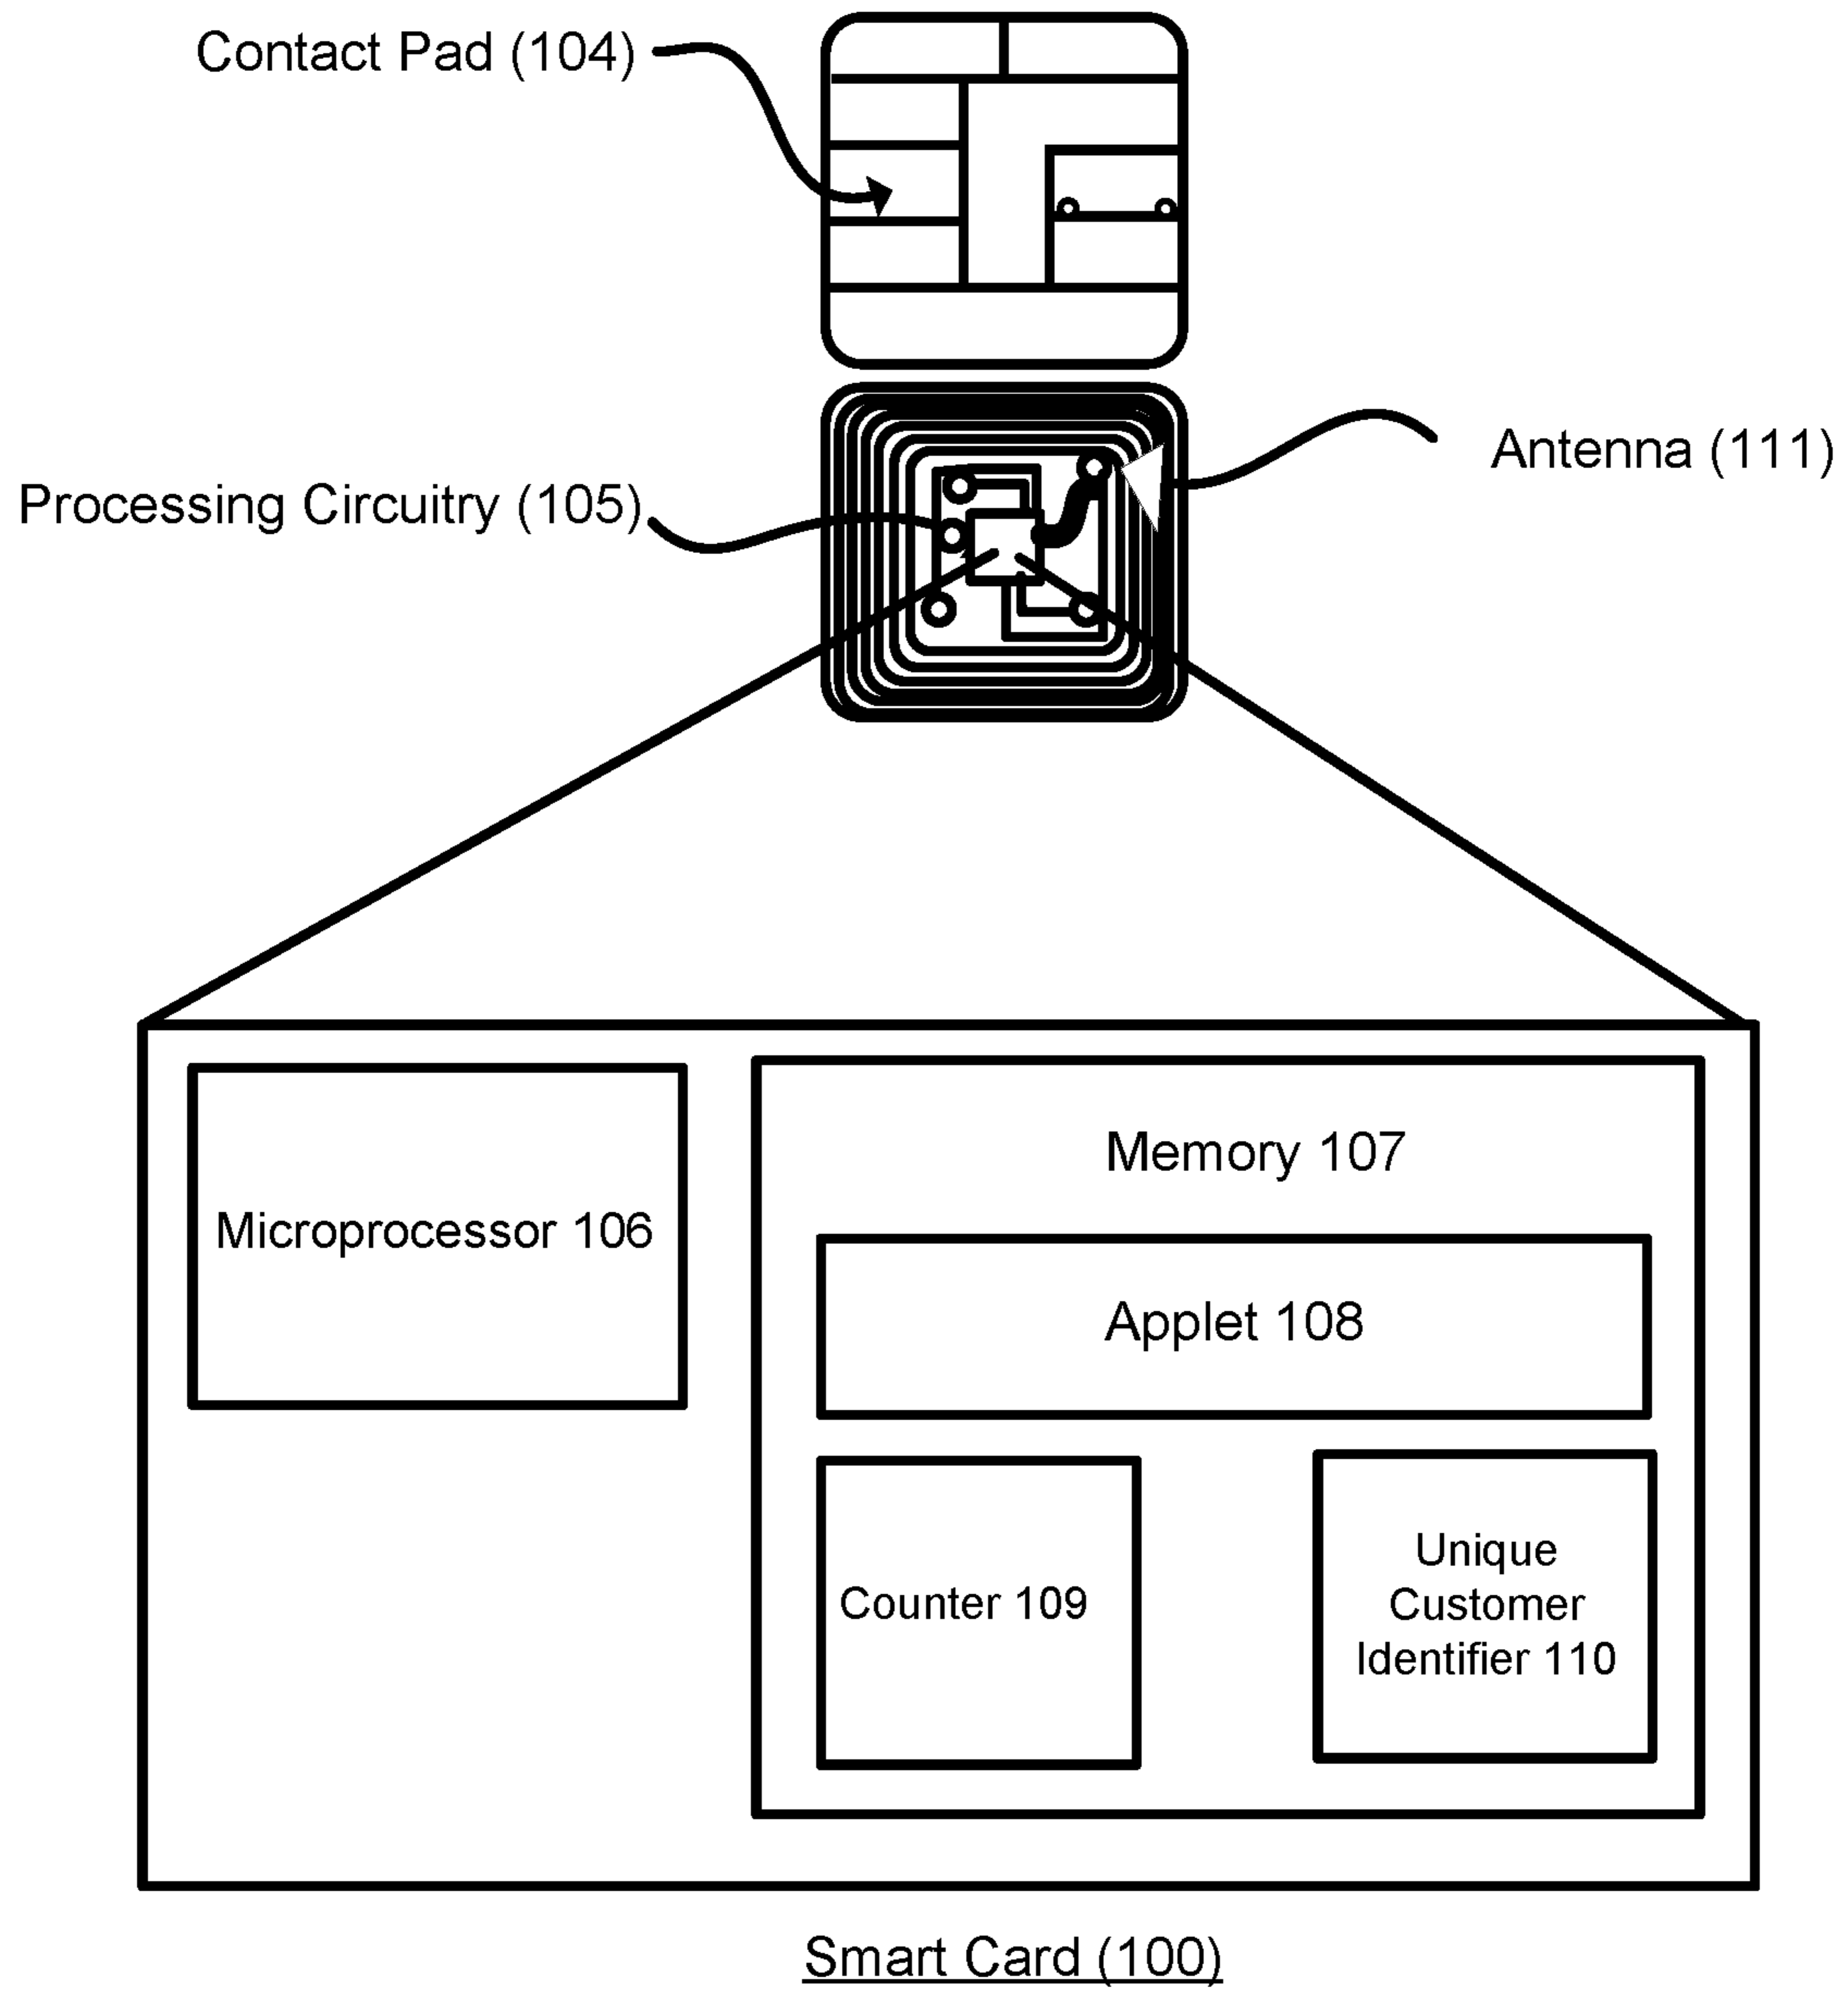 Contact Pad (104)
Antenna (111)
Processing Circuitry (105)
Memory 107
Microprocessor 106
Applet 108
Counter 109
Unique
Customer
Identifier 110
Smart Card (100)